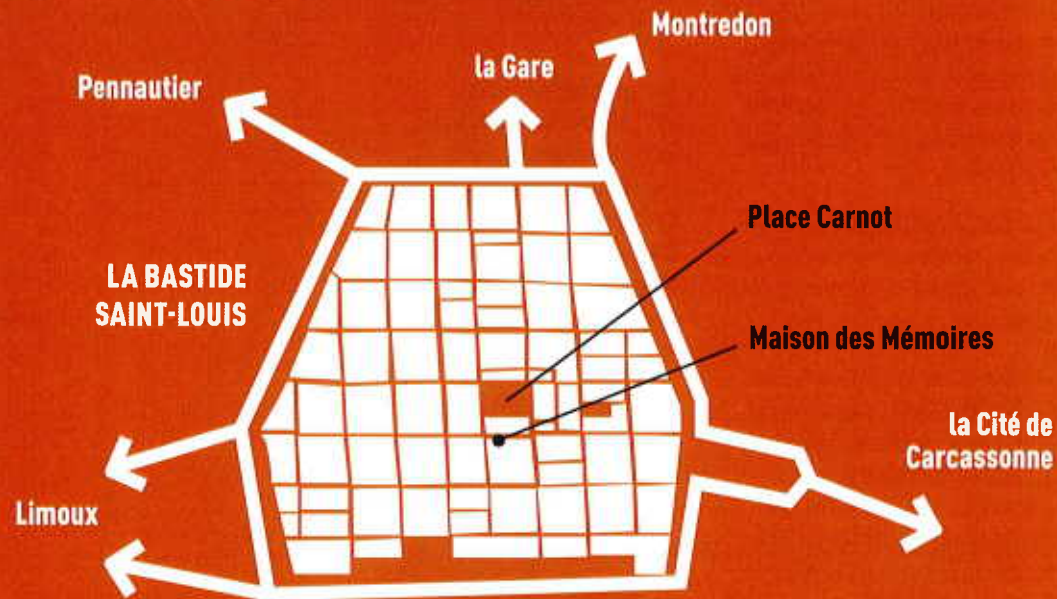 Montredon
la Gare
Pennautier
Place Carnot
LA BASTIDE
SAINT-LOUIS
Maison des Mémoires
la Cité de
Carcassonne
Limoux